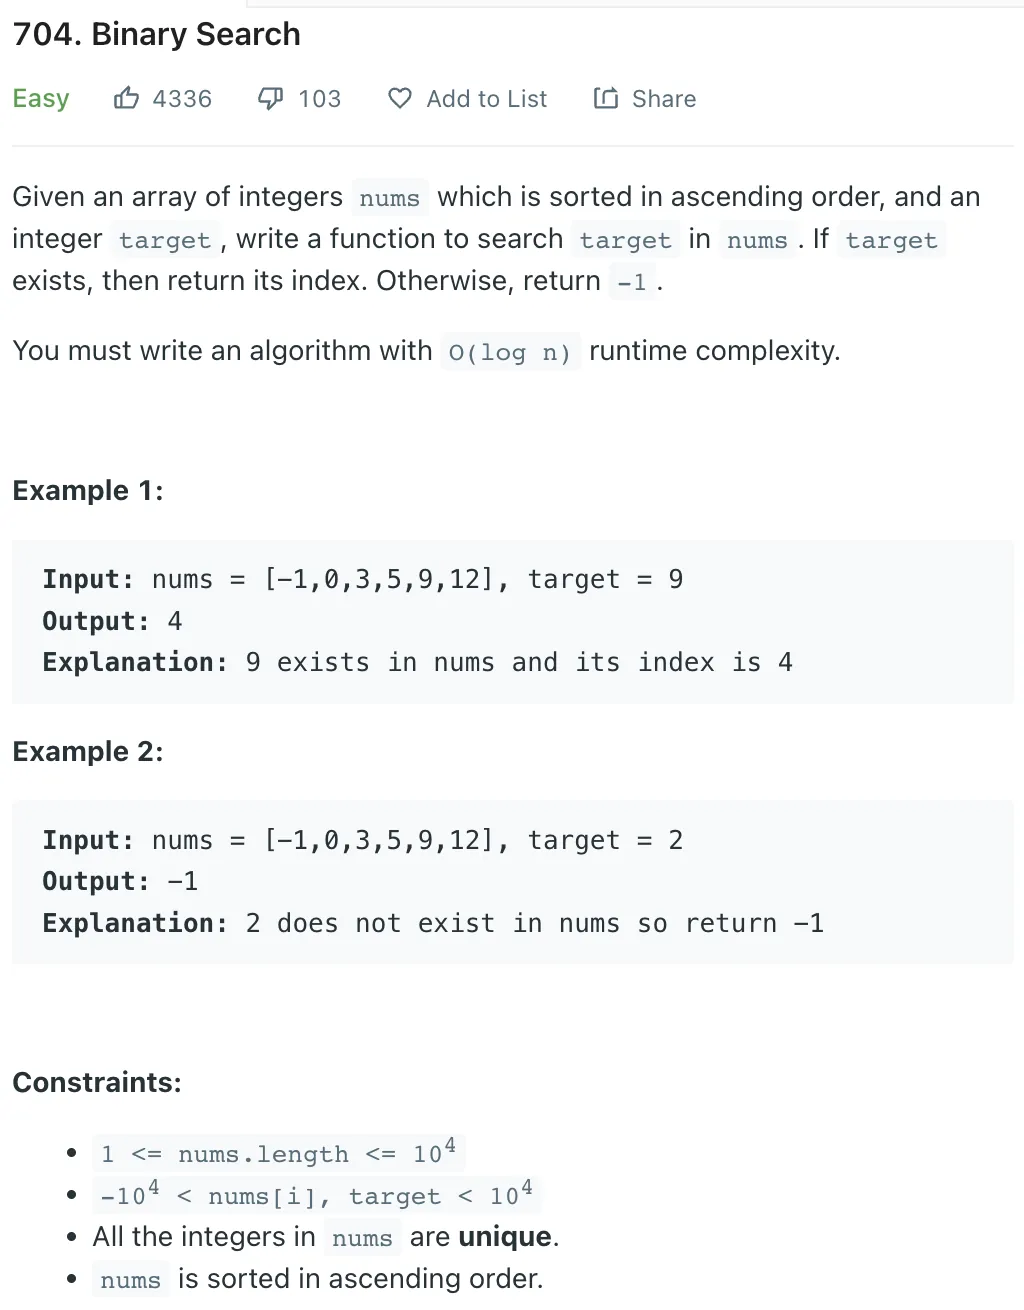 704. Binary Search
Easy 4336 103 Add to List Share
Given an array of integers nums which is sorted in ascending order, and an
integer target , write a function to search target in nums . If target
exists, then return its index. Otherwise, return -1 .
You must write an algorithm with O(log n) runtime complexity.
Example 1:
Input: nums = [-1,0,3,5,9,12], target = 9
Output: 4
Explanation: 9 exists in nums and its index is 4
Example 2:
Input: nums = [-1,0,3,5,9,12], target = 2
Output: -1
Explanation: 2 does not exist in nums so return -1
Constraints:
• 1 <= nums.length <= 10⁴
• -10⁴ < nums[i], target < 10⁴
• All the integers in nums are unique.
• nums is sorted in ascending order.